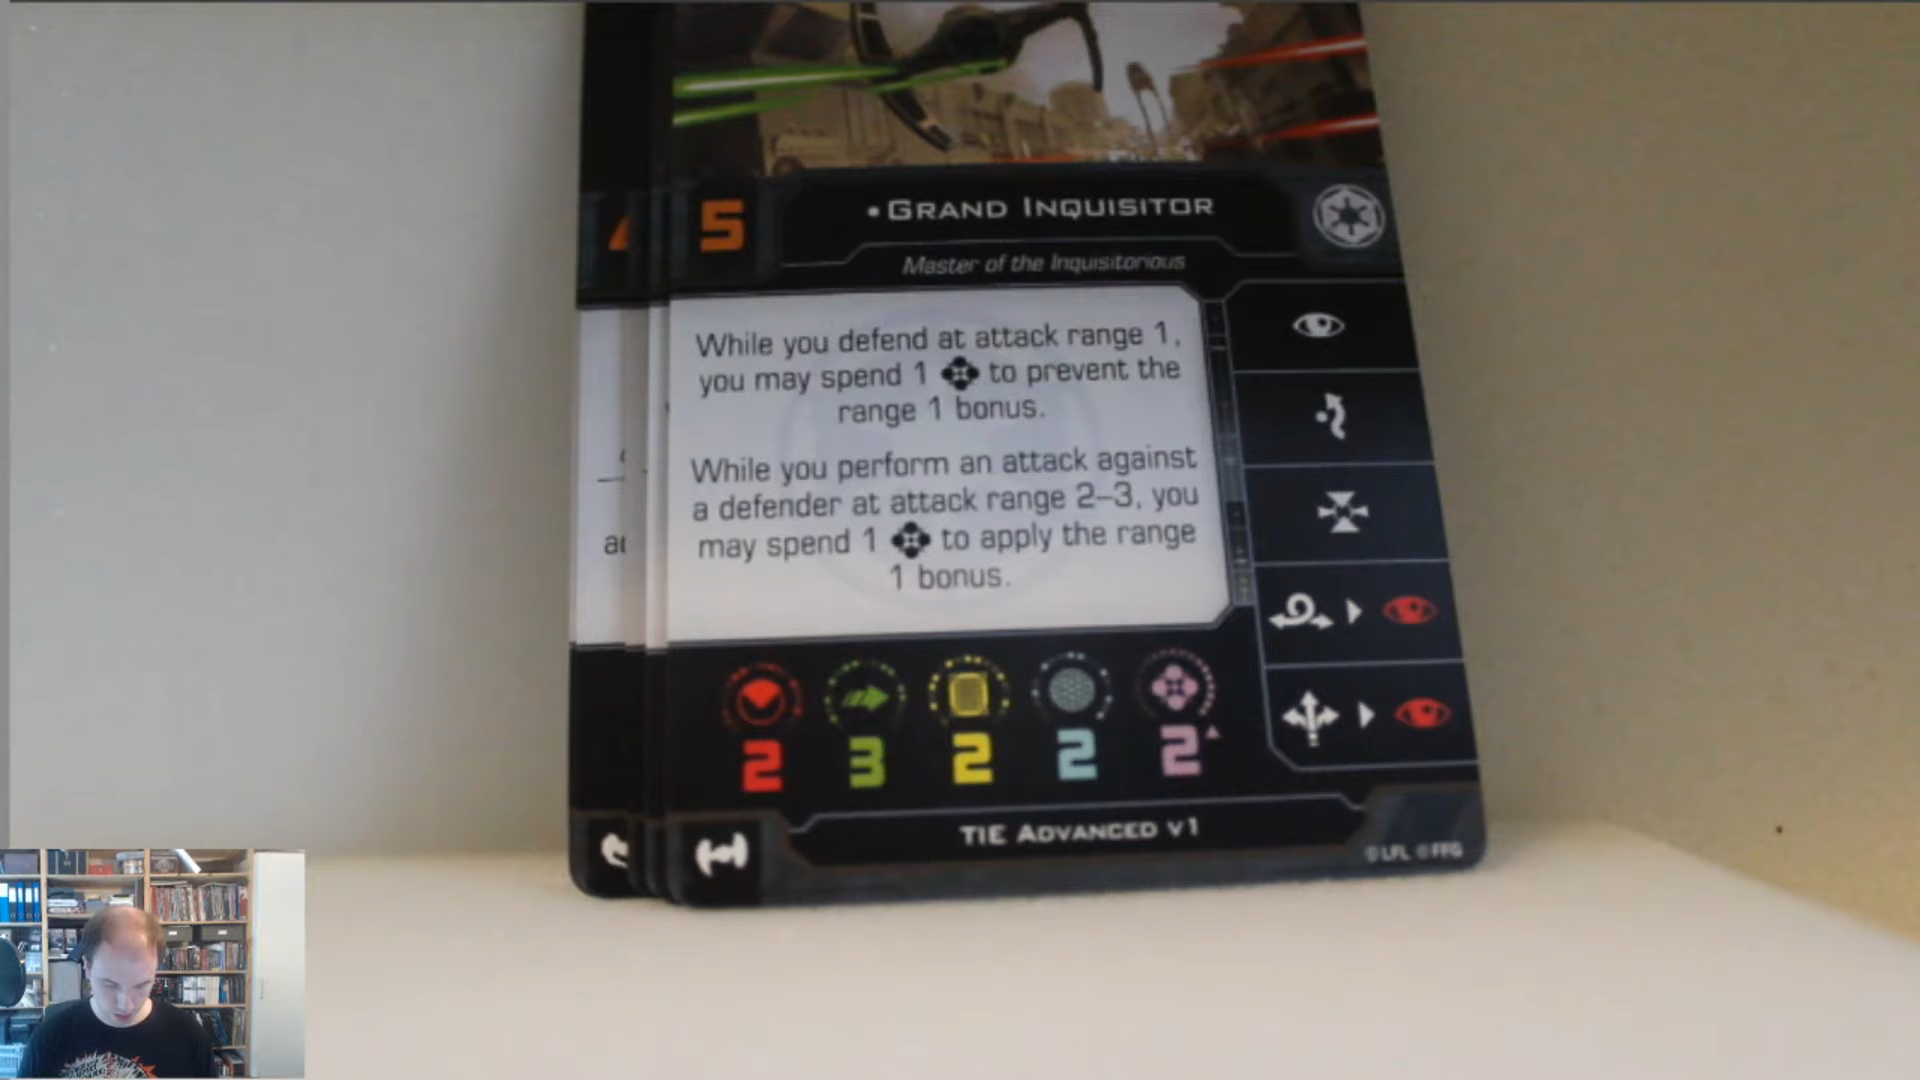 5
•GRAND INQUISITOR
Master of the Inquisitorious
While you defend at attack range 1,
you may spend 1 to prevent the
range 1 bonus.
While you perform an attack against
a defender at attack range 2–3, you
may spend 1 to apply the range
1 bonus.
2 3 2 2 2
TIE ADVANCED V1
©LFL ©FFG